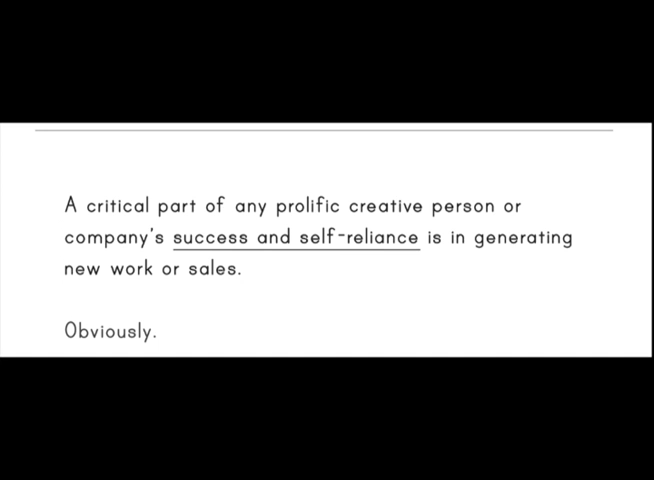 A critical part of any prolific creative person or
company's success and self-reliance is in generating
new work or sales.
Obviously.